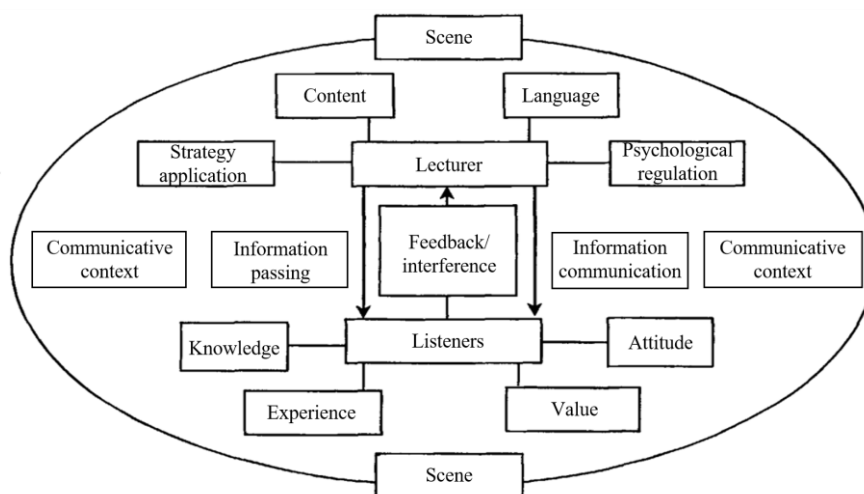 Scene
Content
Language
Strategy
application
Lecturer
Psychological
regulation
Communicative
context
Information
passing
Feedback/
interference
Information
communication
Communicative
context
Knowledge
Listeners
Attitude
Experience
Value
Scene